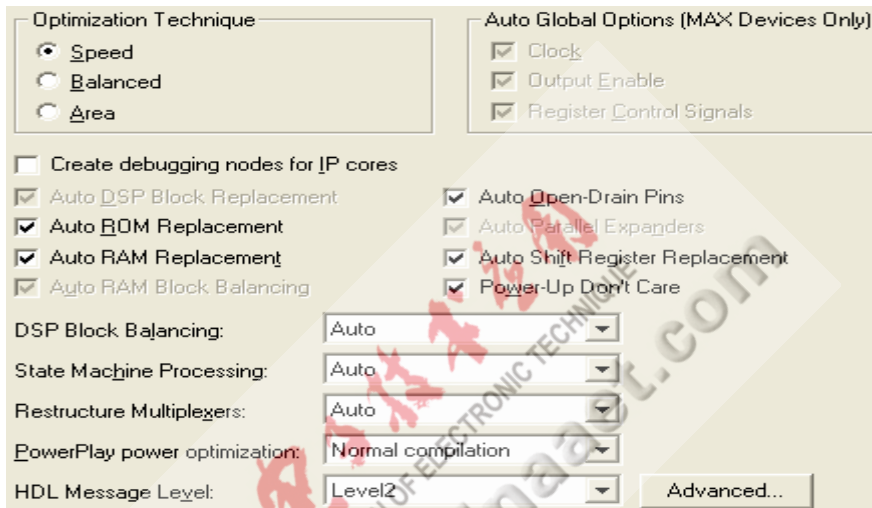 Optimization Technique
Speed
Balanced
Area
Auto Global Options (MAX Devices Only)
Clock
Output Enable
Register Control Signals
Create debugging nodes for IP cores
Auto DSP Block Replacement
Auto ROM Replacement
Auto RAM Replacement
Auto RAM Block Balancing
Auto Open-Drain Pins
Auto Parallel Expanders
Auto Shift Register Replacement
Power-Up Don't Care
DSP Block Balancing: Auto
State Machine Processing: Auto
Restructure Multiplexers: Auto
PowerPlay power optimization: Normal compilation
HDL Message Level: Level2 Advanced...
OF ELECTRONIC TECHNIQUE